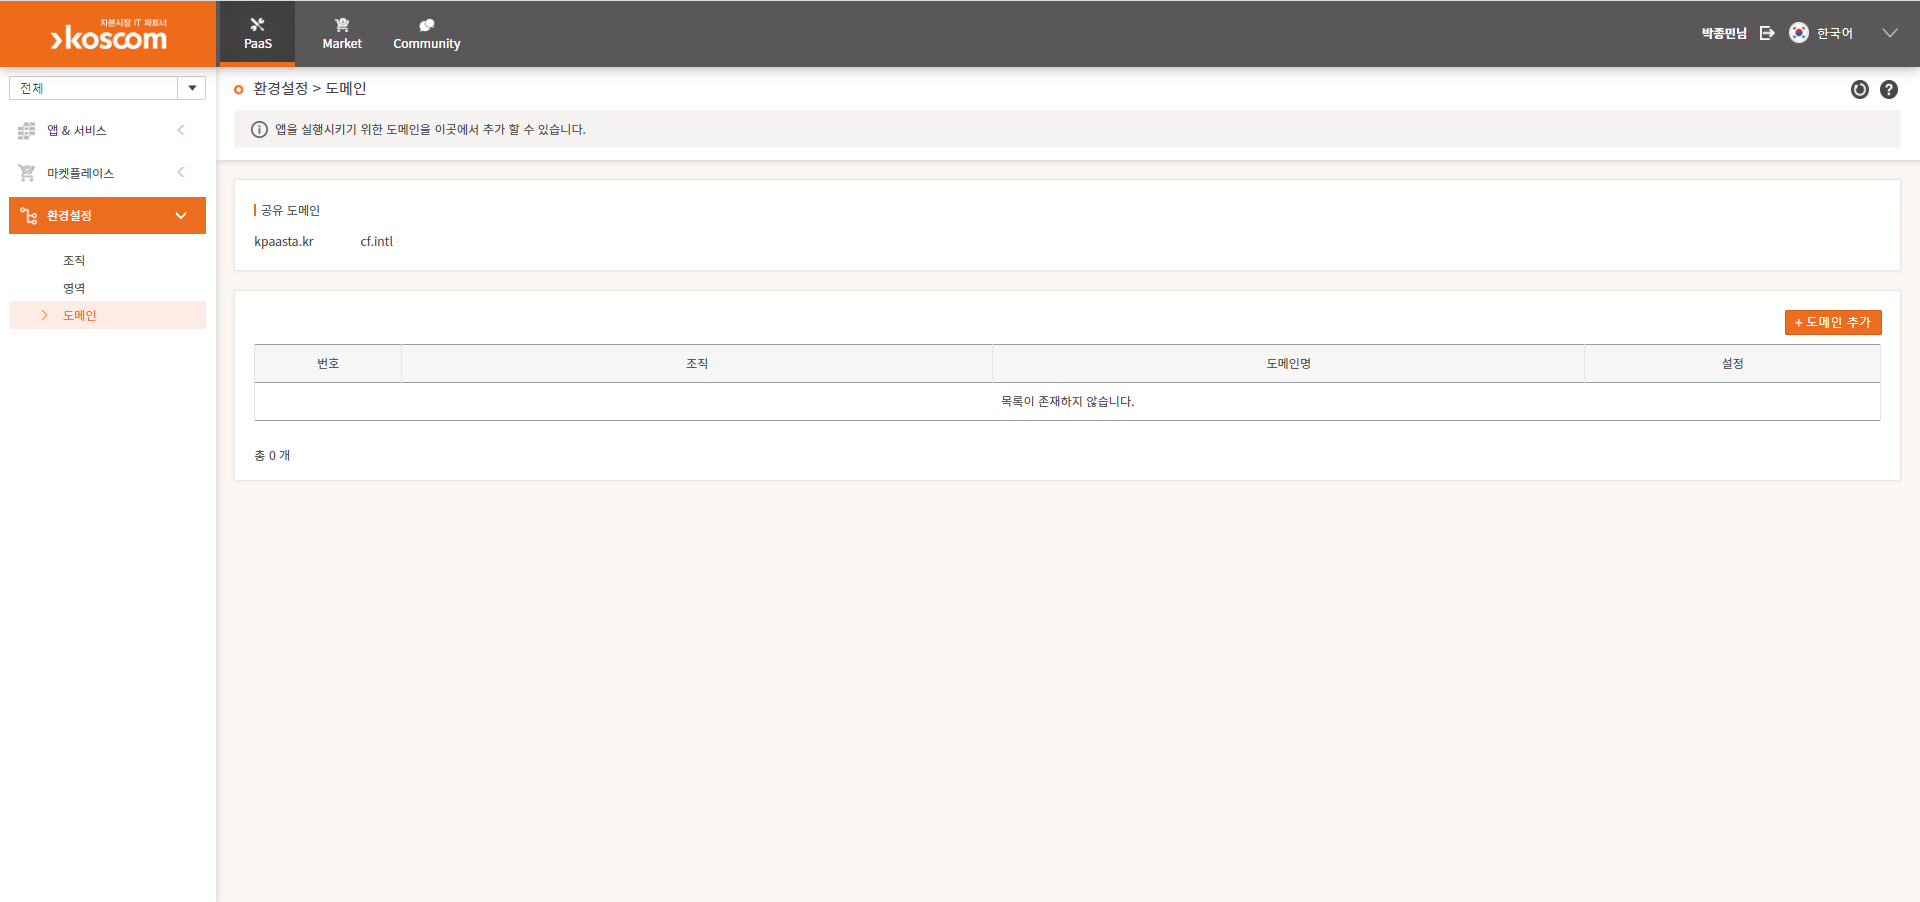 자본시장 IT 파트너
koscom
PaaS
Market
Community
박종민님
한국어
전체
앱 & 서비스
마켓플레이스
환경설정
조직
영역
도메인
환경설정 > 도메인
앱을 실행시키기 위한 도메인을 이곳에서 추가 할 수 있습니다.
공유 도메인
kpaasta.kr cf.intl
+ 도메인 추가
번호 조직 도메인명 설정
목록이 존재하지 않습니다.
총 0 개